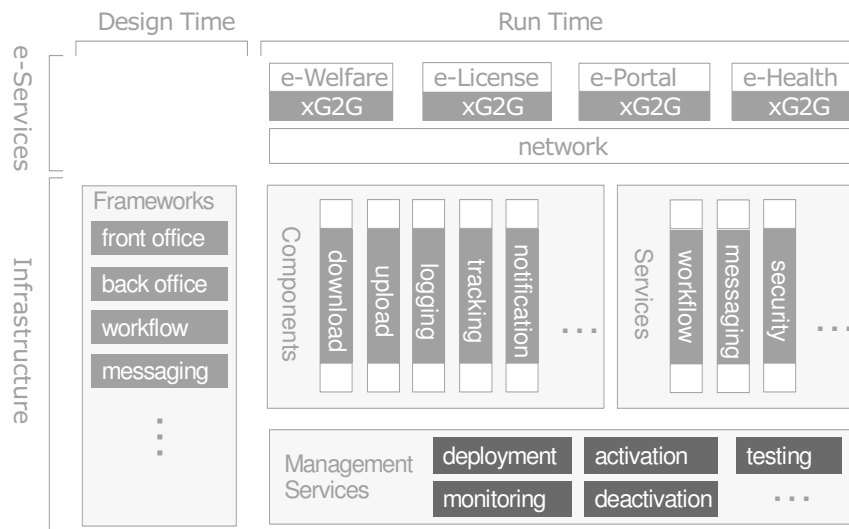 Design Time
Run Time
e-Services
e-Welfare
xG2G
e-License
xG2G
e-Portal
xG2G
e-Health
xG2G
network
Infrastructure
Frameworks
front office
back office
workflow
messaging
...
Components
download
upload
logging
tracking
notification
...
Services
workflow
messaging
security
...
Management
Services
deployment
activation
testing
monitoring
deactivation
...